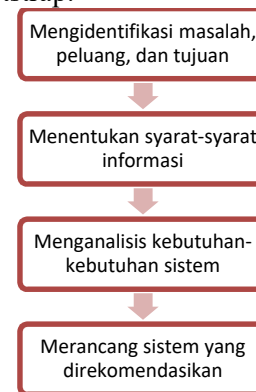 Mengidentifikasi masalah,
peluang, dan tujuan
Menentukan syarat-syarat
informasi
Menganalisis kebutuhan-
kebutuhan sistem
Merancang sistem yang
direkomendasikan